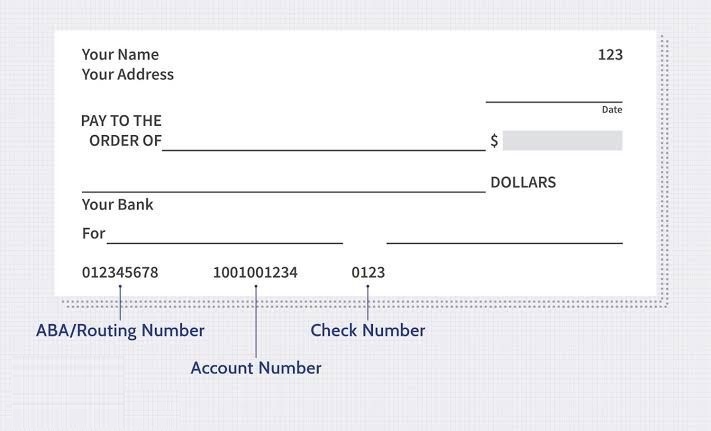 Your Name 123
Your Address
Date
PAY TO THE
ORDER OF $
DOLLARS
Your Bank
For
012345678 1001001234 0123
ABA/Routing Number Check Number
Account Number